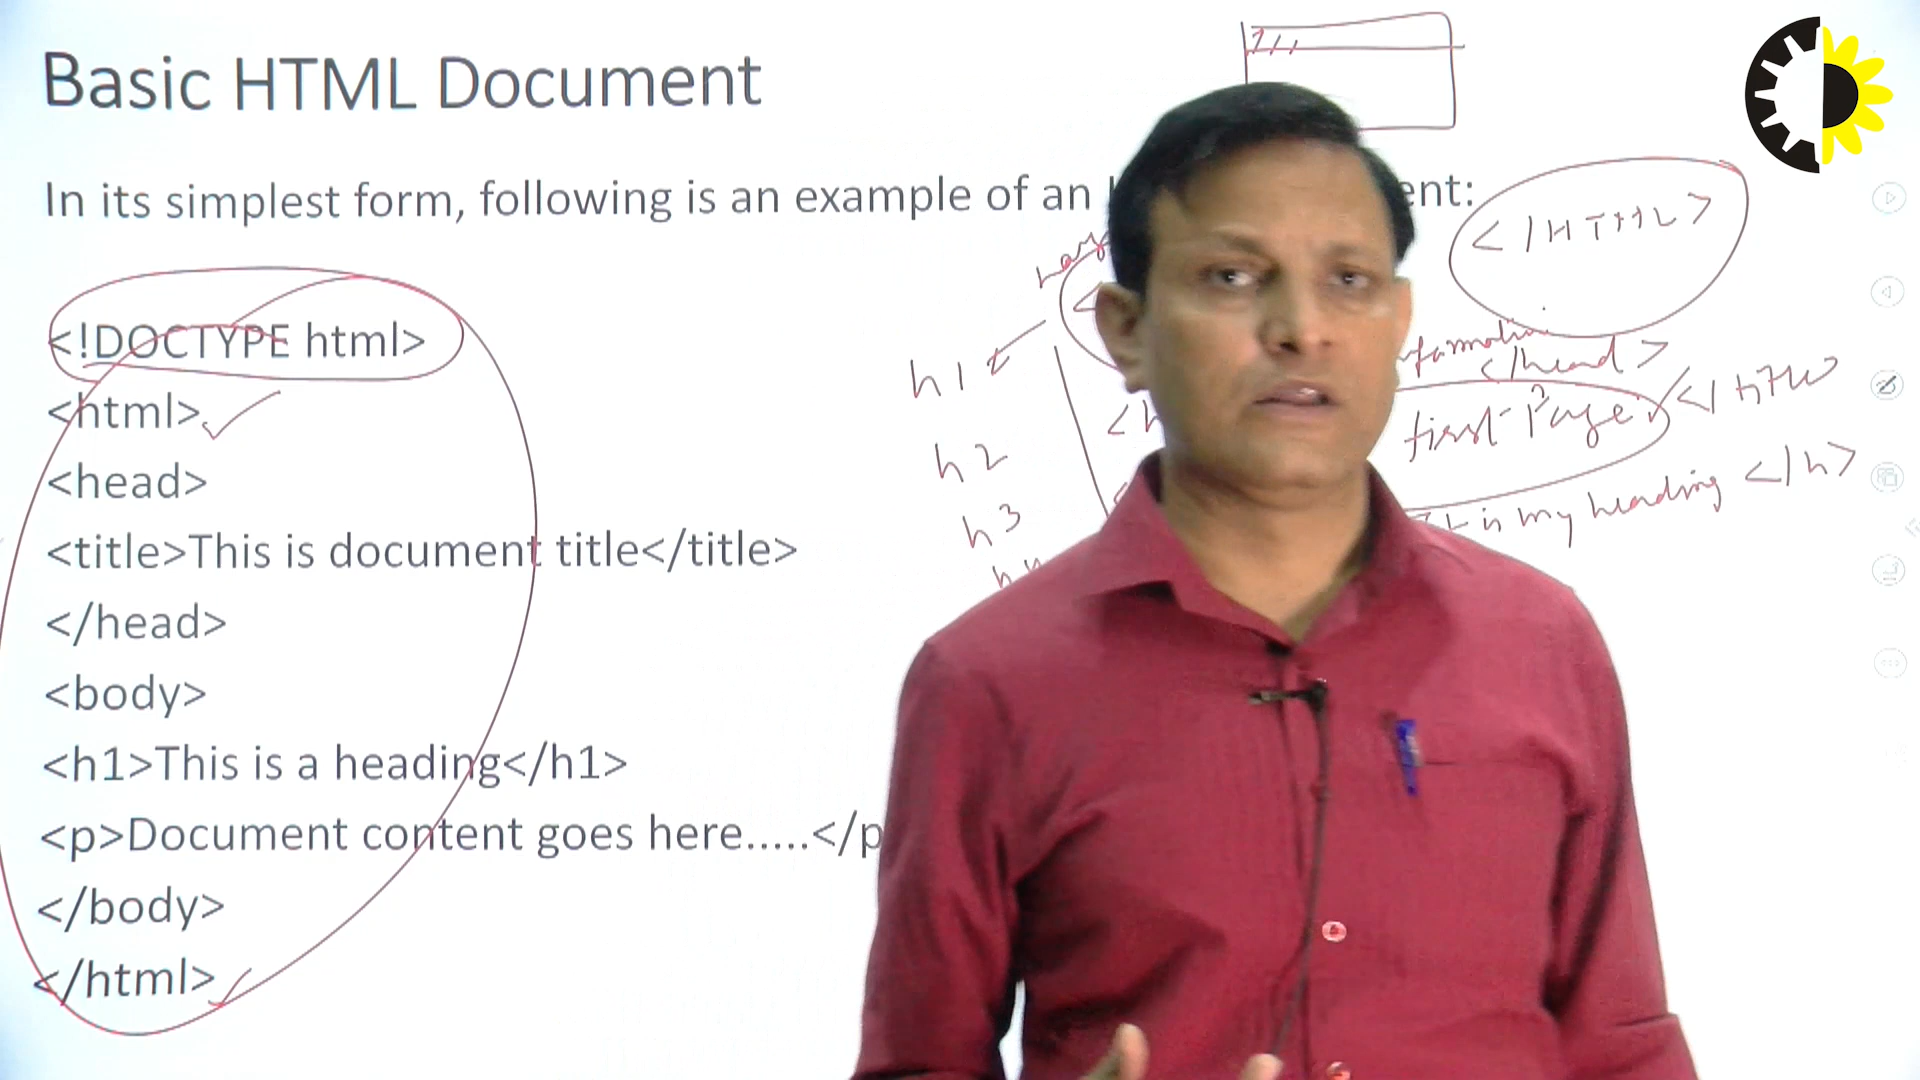 Basic HTML Document
In its simplest form, following is an example of an
ent:
</HTML>
<!DOCTYPE html>
</head>
h1
<html>
first Page
h2
<head>
is my heading </h>
h3
<title>This is document title</title>
</head>
<body>
<h1>This is a heading</h1>
<p>Document content goes here.....</p
</body>
</html>